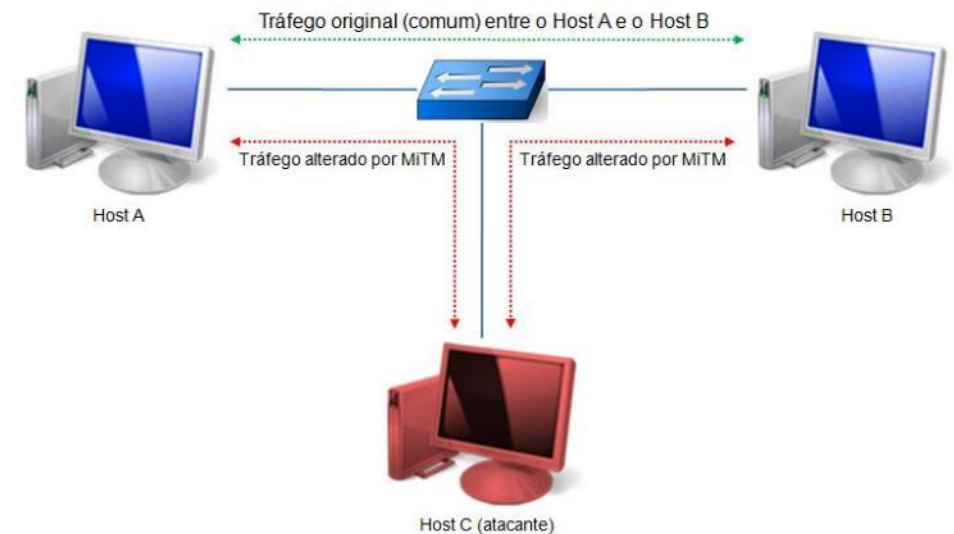 Tráfego original (comum) entre o Host A e o Host B
Tráfego alterado por MiTM
Tráfego alterado por MiTM
Host A
Host B
Host C (atacante)